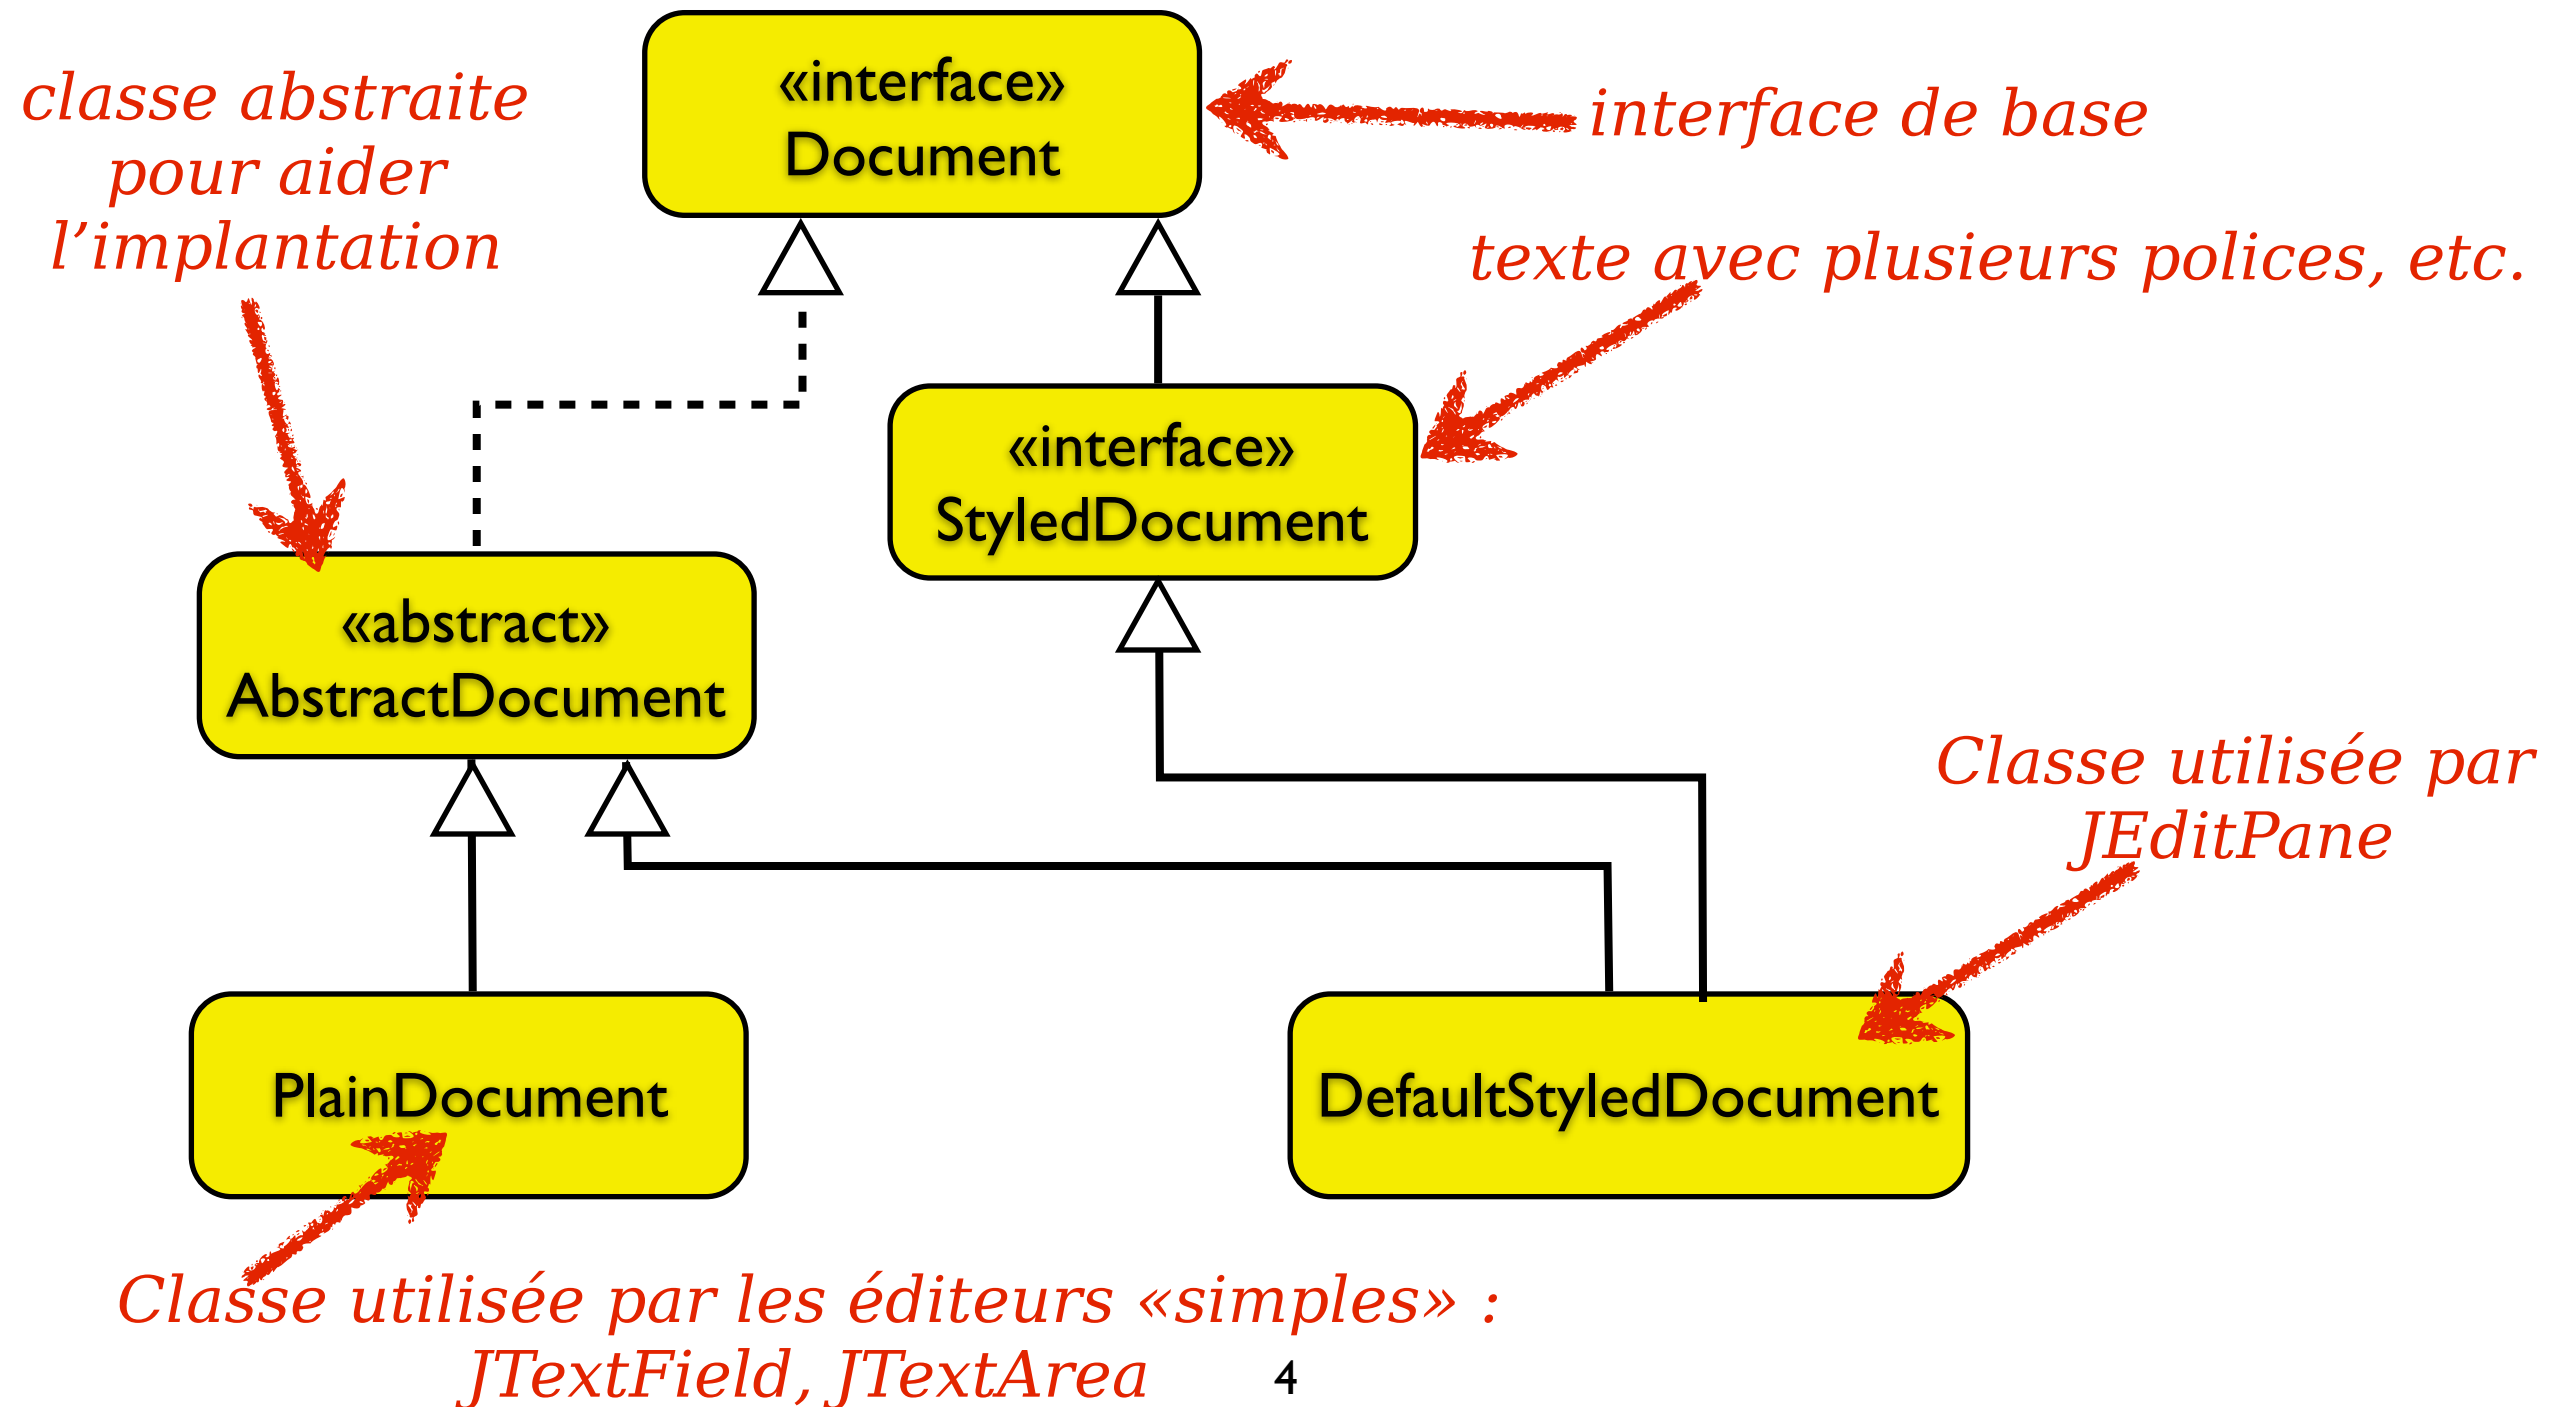 «interface»
Document
classe abstraite
pour aider
l’implantation
interface de base
texte avec plusieurs polices, etc.
«interface»
StyledDocument
«abstract»
AbstractDocument
Classe utilisée par
JEditPane
PlainDocument
DefaultStyledDocument
Classe utilisée par les éditeurs «simples» :
JTextField, JTextArea
4